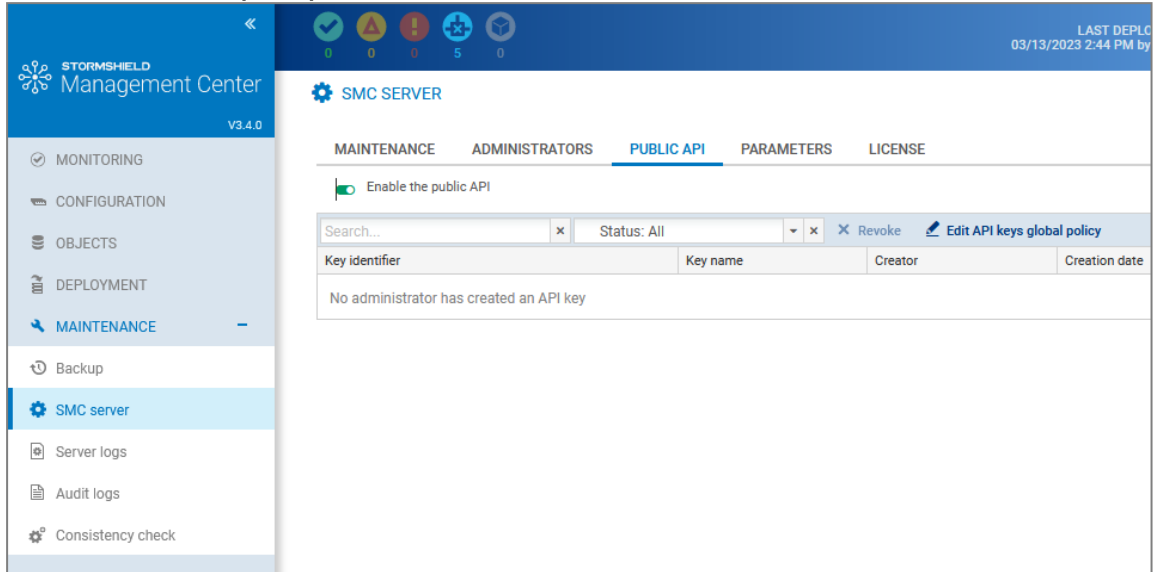 STORMSHIELD
Management Center
V3.4.0
MONITORING
CONFIGURATION
OBJECTS
DEPLOYMENT
MAINTENANCE
Backup
SMC server
Server logs
Audit logs
Consistency check
0 0 0 5 0
LAST DEPLO
03/13/2023 2:44 PM by
SMC SERVER
MAINTENANCE ADMINISTRATORS PUBLIC API PARAMETERS LICENSE
Enable the public API
Search... Status: All Revoke Edit API keys global policy
Key identifier Key name Creator Creation date
No administrator has created an API key